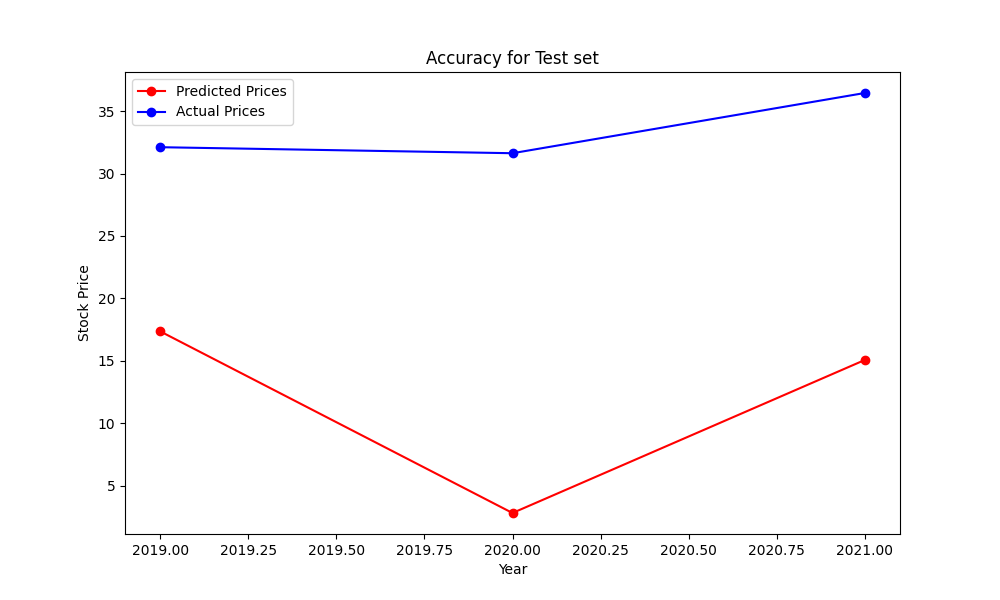 Accuracy for Test set
Predicted Prices
Actual Prices
35
30
25
20
15
10
5
Stock Price
2019.00 2019.25 2019.50 2019.75 2020.00 2020.25 2020.50 2020.75 2021.00
Year